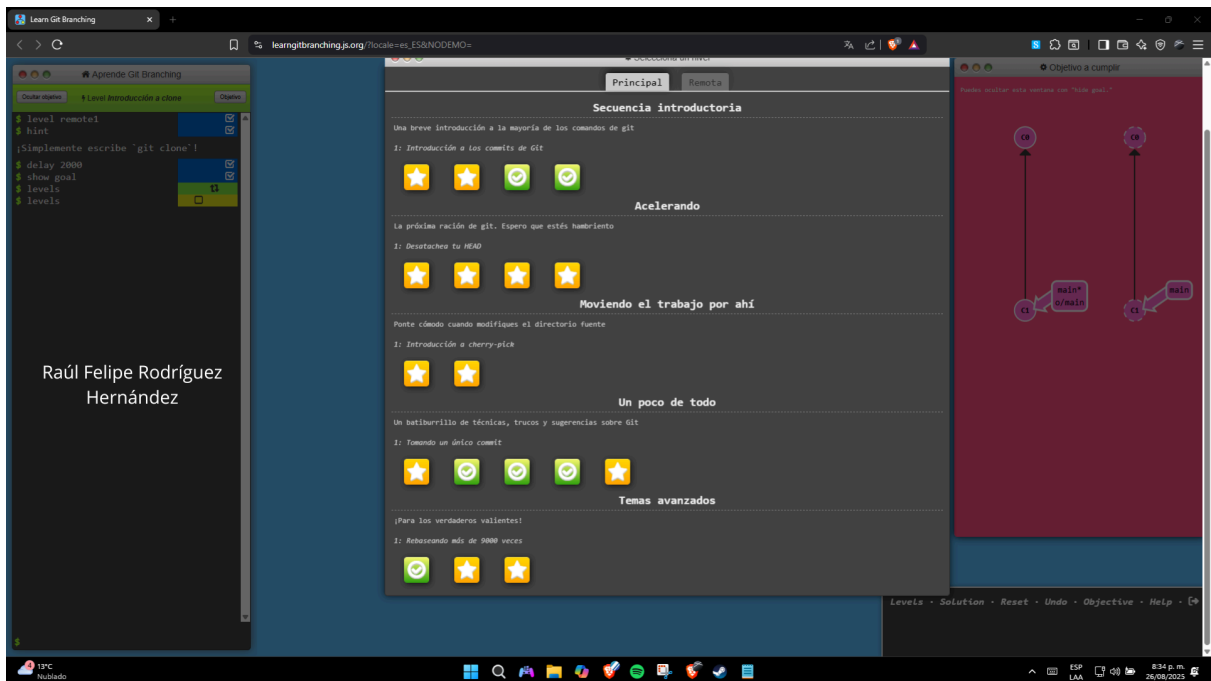 Learn Git Branching
learngitbranching.js.org/?locale=es_ES&NODEMO=
Aprende Git Branching
Ocultar objetivo
Level Introducción a clone
Objetivo
$ level remote1
$ hint
¡Simplemente escribe `git clone`!
$ delay 2000
$ show goal
$ levels
$ levels
Raúl Felipe Rodríguez
Hernández
$
Selecciona un nivel
Principal
Remota
Secuencia introductoria
Una breve introducción a la mayoría de los comandos de git
1: Introducción a los commits de Git
Acelerando
La próxima ración de git. Espero que estés hambriento
1: Desatachea tu HEAD
Moviendo el trabajo por ahí
Ponte cómodo cuando modifiques el directorio fuente
1: Introducción a cherry-pick
Un poco de todo
Un batiburrillo de técnicas, trucos y sugerencias sobre Git
1: Tomando un único commit
Temas avanzados
¡Para los verdaderos valientes!
1: Rebaseando más de 9000 veces
Objetivo a cumplir
Puedes ocultar esta ventana con "hide goal."
C0
C0
main*
o/main
main
C1
C1
Levels · Solution · Reset · Undo · Objective · Help ·
4
13°C
Nublado
ESP
LAA
8:34 p. m.
26/08/2025